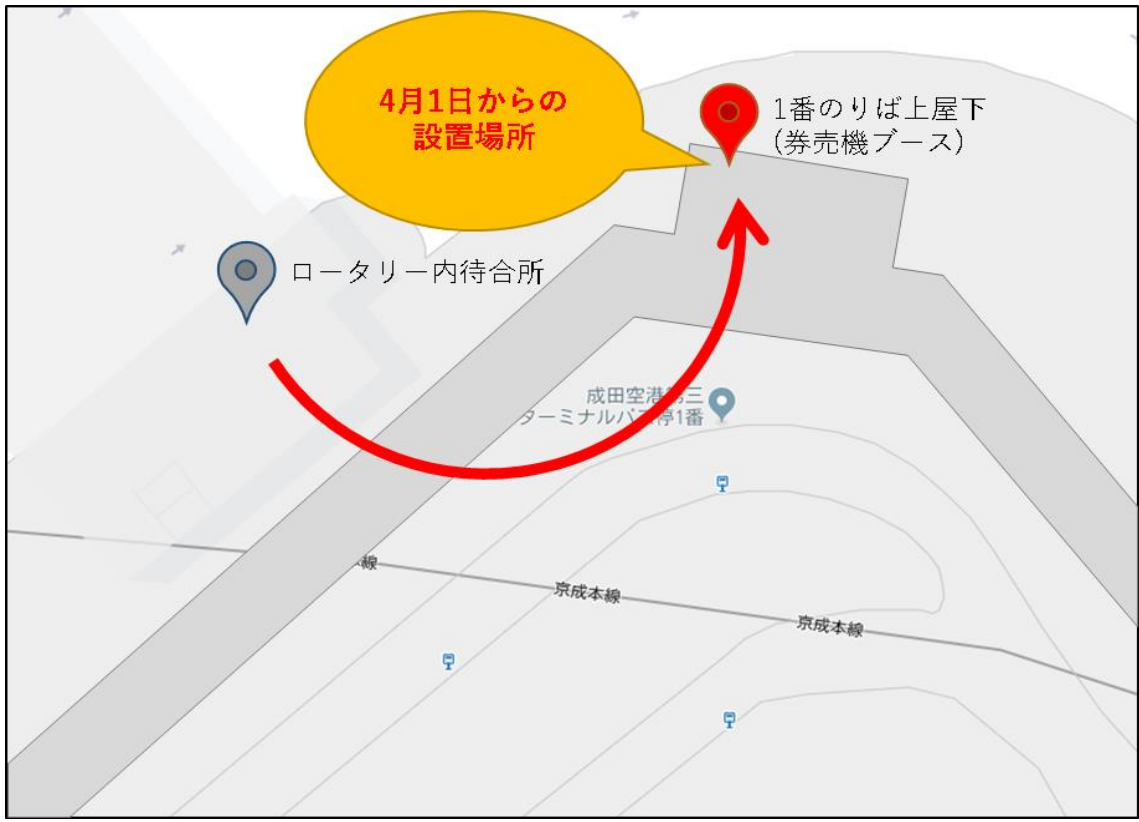 4月1日からの
設置場所
1番のりば上屋下
(券売機ブース)
ロータリー内待合所
成田空港第三
ターミナルバス停1番
線
京成本線
京成本線